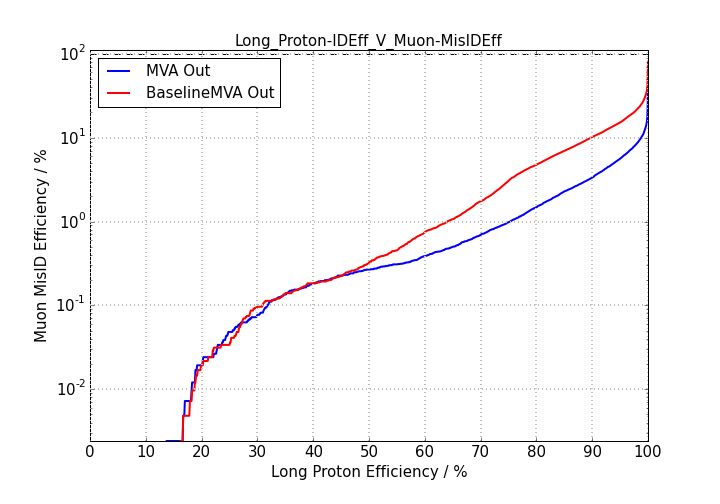 Long_Proton-IDEff_V_Muon-MisIDEff
MVA Out
BaselineMVA Out
Muon MisID Efficiency / %
10²
10¹
10⁰
10⁻¹
10⁻²
0 10 20 30 40 50 60 70 80 90 100
Long Proton Efficiency / %